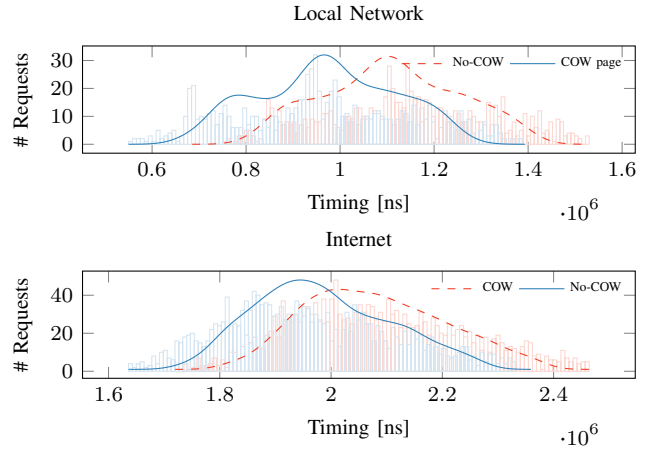 Local Network
# Requests
30
20
10
0
No-COW COW page
0.6 0.8 1 1.2 1.4 1.6
Timing [ns]
·10^6
Internet
# Requests
40
20
0
COW No-COW
1.6 1.8 2 2.2 2.4
Timing [ns]
·10^6